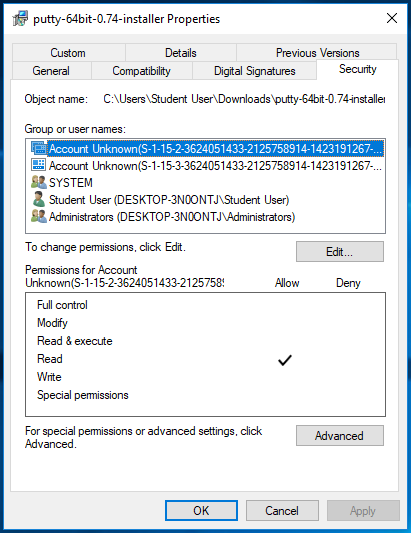 putty-64bit-0.74-installer Properties
Custom Details Previous Versions
General Compatibility Digital Signatures Security
Object name: C:\Users\Student User\Downloads\putty-64bit-0.74-installer
Group or user names:
Account Unknown(S-1-15-2-3624051433-2125758914-1423191267-...
Account Unknown(S-1-15-3-3624051433-2125758914-1423191267-...
SYSTEM
Student User (DESKTOP-3N0ONTJ\Student User)
Administrators (DESKTOP-3N0ONTJ\Administrators)
To change permissions, click Edit.
Edit...
Permissions for Account
Unknown(S-1-15-2-3624051433-21257585 Allow Deny
Full control
Modify
Read & execute
Read
Write
Special permissions
For special permissions or advanced settings, click
Advanced.
Advanced
OK Cancel Apply